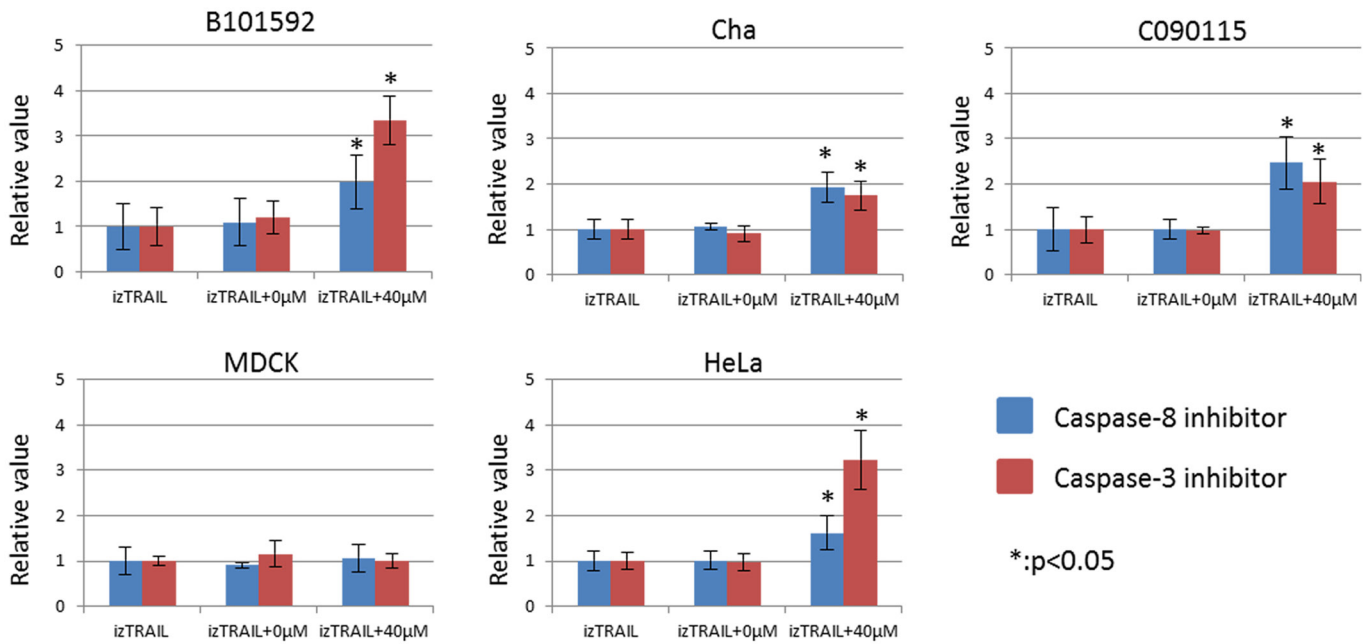 B101592
5
4
3
2
1
0
Relative value
*
*
izTRAIL
izTRAIL+0μM
izTRAIL+40μM
Cha
5
4
3
2
1
0
Relative value
*
*
izTRAIL
izTRAIL+0μM
izTRAIL+40μM
C090115
5
4
3
2
1
0
Relative value
*
*
izTRAIL
izTRAIL+0μM
izTRAIL+40μM
MDCK
5
4
3
2
1
0
Relative value
izTRAIL
izTRAIL+0μM
izTRAIL+40μM
HeLa
5
4
3
2
1
0
Relative value
*
*
izTRAIL
izTRAIL+0μM
izTRAIL+40μM
Caspase-8 inhibitor
Caspase-3 inhibitor
*:p<0.05